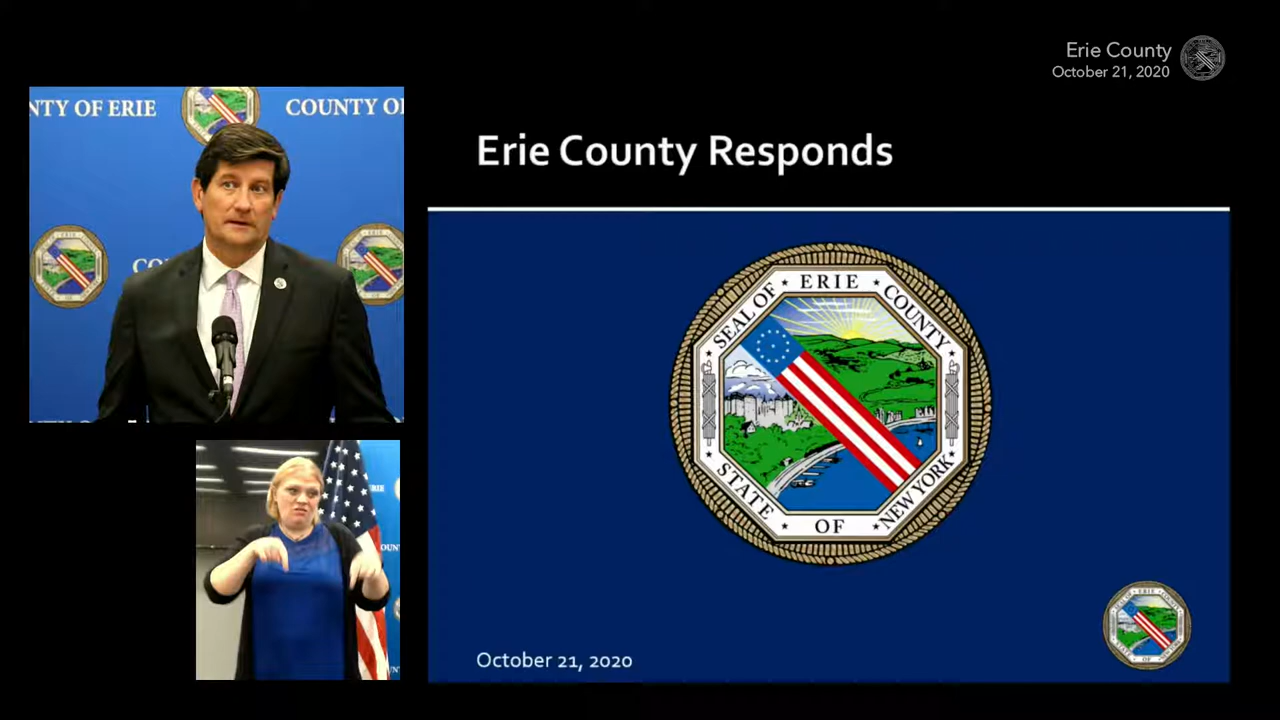 Erie County
October 21, 2020
NTY OF ERIE
COUNTY O
Erie County Responds
SEAL OF ★ ERIE ★ COUNTY
STATE ★ OF ★ NEW YORK
October 21, 2020